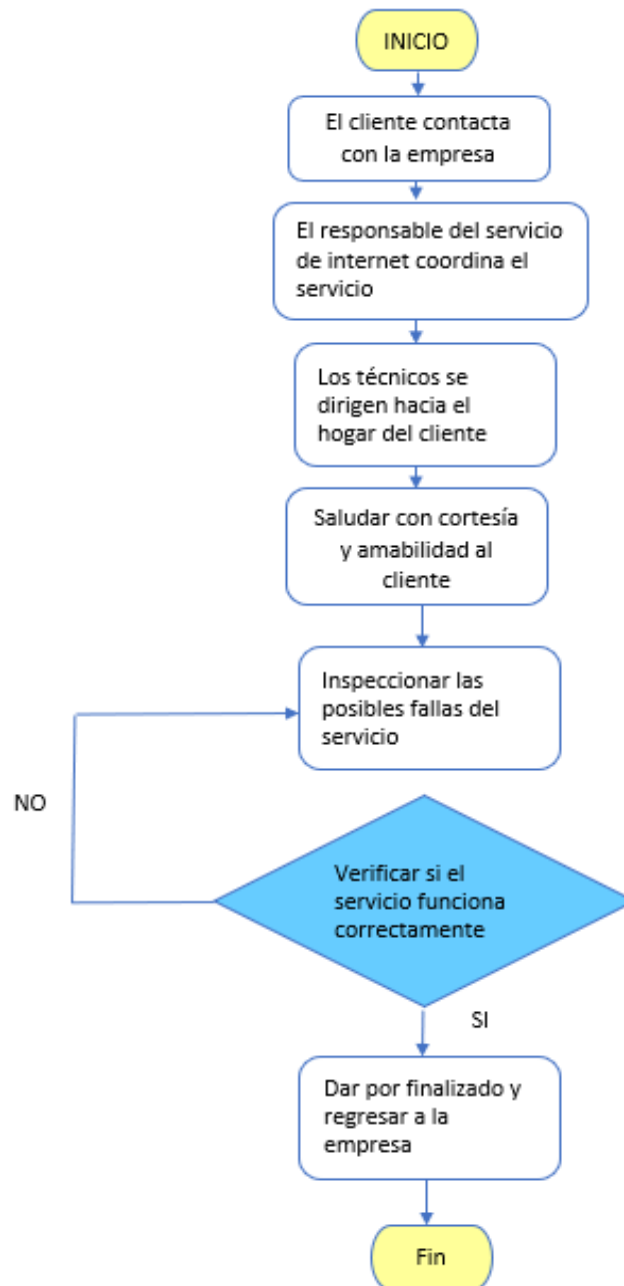 INICIO
El cliente contacta
con la empresa
El responsable del servicio
de internet coordina el
servicio
Los técnicos se
dirigen hacia el
hogar del cliente
Saludar con cortesía
y amabilidad al
cliente
Inspeccionar las
posibles fallas del
servicio
NO
Verificar si el
servicio funciona
correctamente
SI
Dar por finalizado y
regresar a la
empresa
Fin